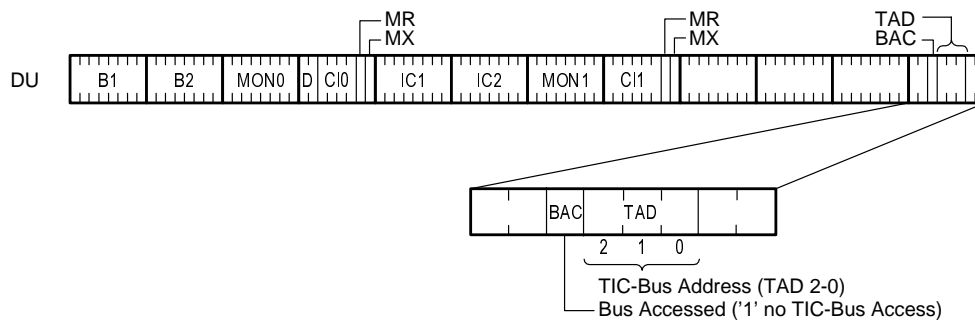 MR
MX
MR
MX
TAD
BAC
DU
B1 B2 MON0 D CI0 IC1 IC2 MON1 CI1
BAC TAD
2 1 0
TIC-Bus Address (TAD 2-0)
Bus Accessed ('1' no TIC-Bus Access)